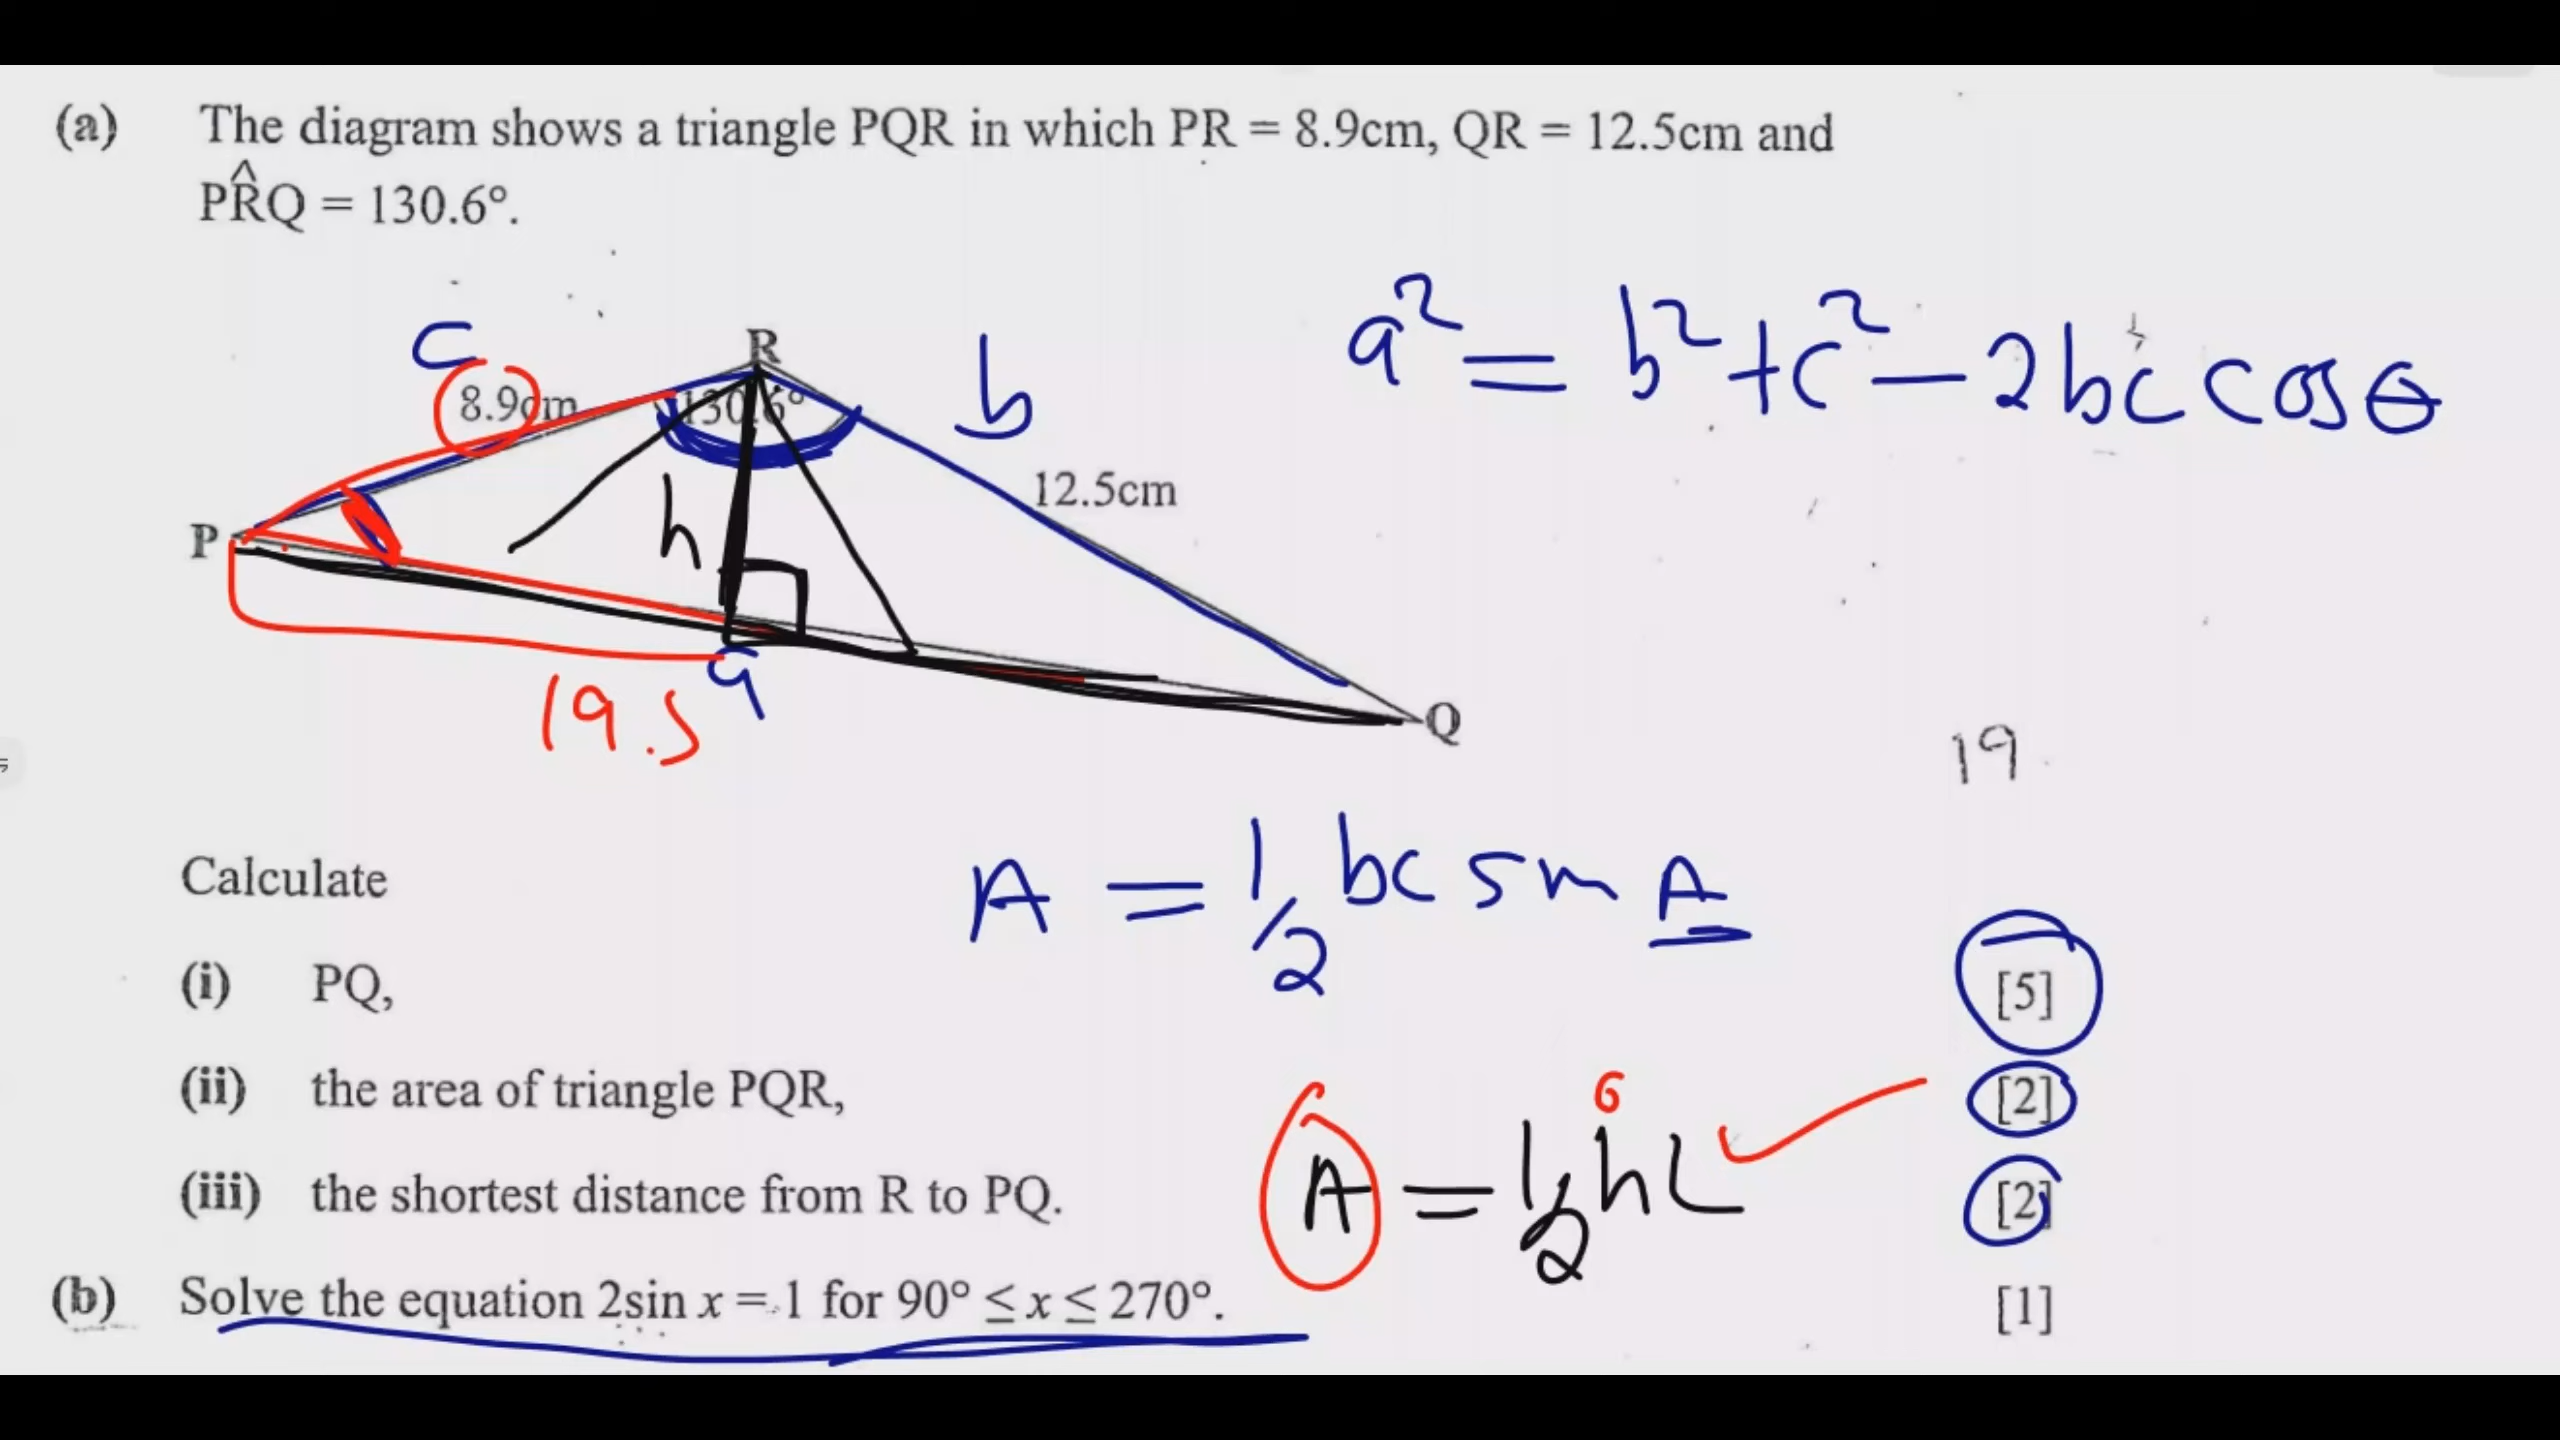 (a) The diagram shows a triangle PQR in which PR = 8.9cm, QR = 12.5cm and
PR̂Q = 130.6°.
a² = b² + c² – 2bc cos θ
c
R
b
8.9cm
130.6°
12.5cm
P
h
a
19.5
Q
19
Calculate
A = 1/2 bc sin A
(i) PQ, [5]
(ii) the area of triangle PQR, [2]
6
A = 1/2 h L
(iii) the shortest distance from R to PQ. [2]
(b) Solve the equation 2sin x = 1 for 90° ≤ x ≤ 270°. [1]